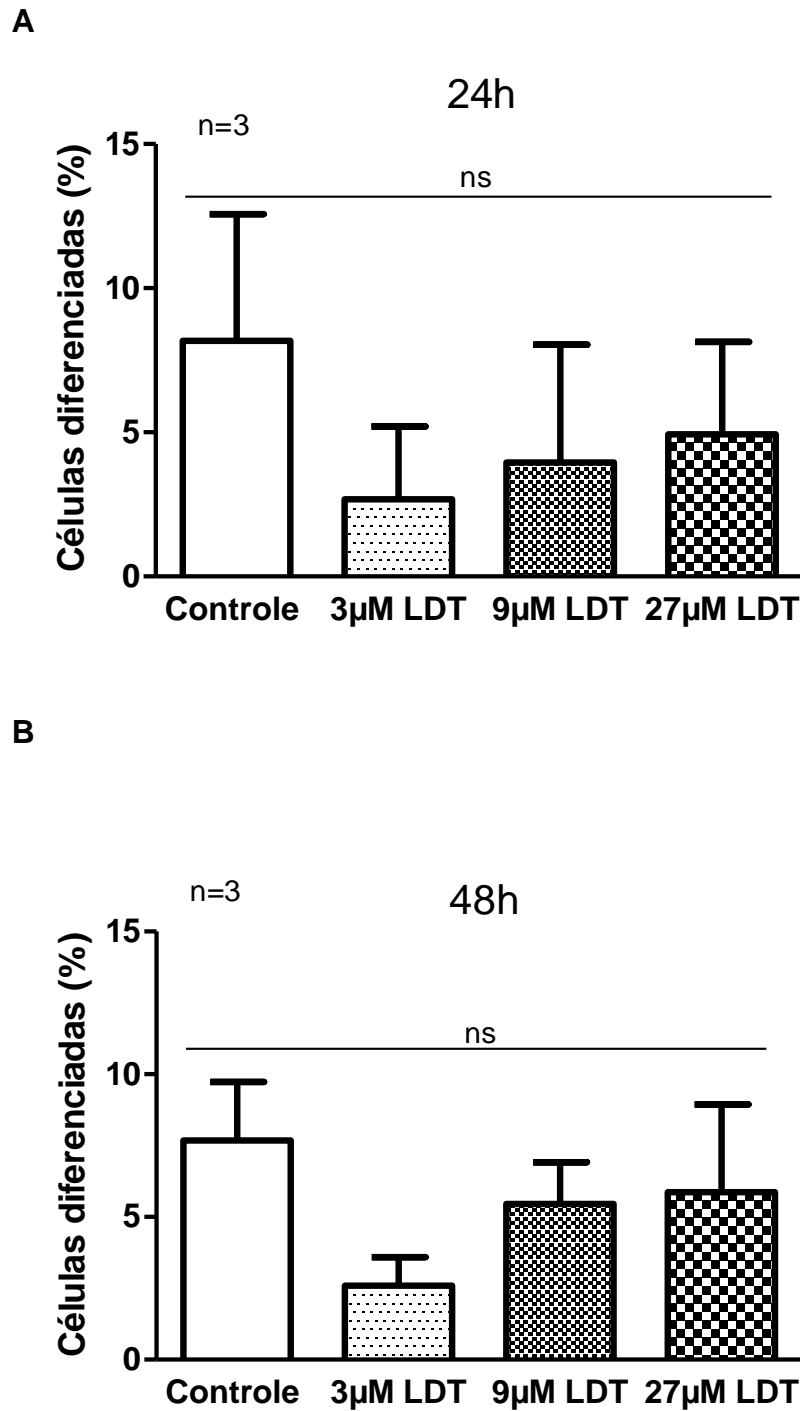 A
24h
n=3
ns
15
10
5
0
Células diferenciadas (%)
Controle 3µM LDT 9µM LDT 27µM LDT
B
n=3
48h
ns
15
10
5
0
Células diferenciadas (%)
Controle 3µM LDT 9µM LDT 27µM LDT